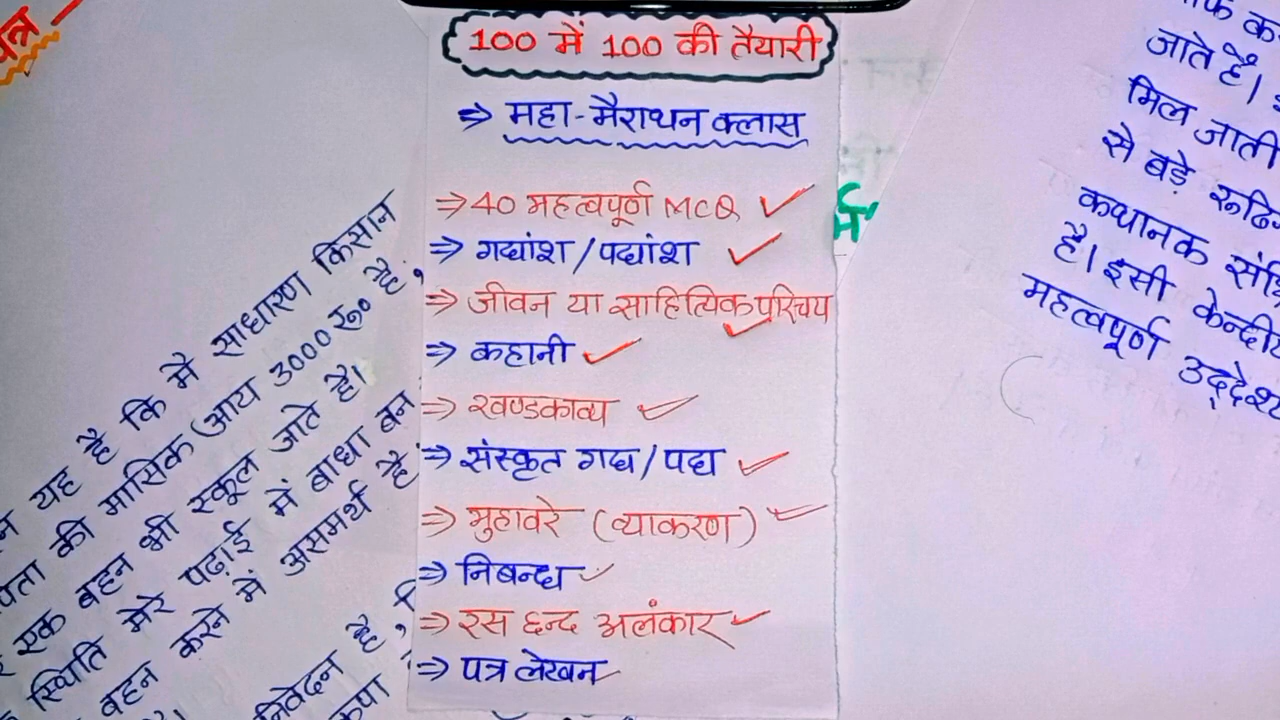 100 में 100 की तैयारी
⇒ महा-मैराथन क्लास
⇒ 40 महत्वपूर्ण MCQ ✓
⇒ गद्यांश/पद्यांश ✓
⇒ जीवन या साहित्यिक परिचय ✓
⇒ कहानी ✓
⇒ खण्डकाव्य ✓
⇒ संस्कृत गद्य/पद्य ✓
⇒ मुहावरे (व्याकरण) ✓
⇒ निबन्ध ✓
⇒ रस छन्द अलंकार ✓
⇒ पत्र लेखन ✓
यह है कि मै साधारण किसान
की मासिक आय 3000 रू० है,
एक बहन भी स्कूल जाते है।
स्थिति मेरे पढ़ाई में बाधा बन
बहन करने में असमर्थ है
निवेदन है,
जाते हैं।
मिल जाती
से बड़े
कथानक
है। इसी
महत्वपूर्ण